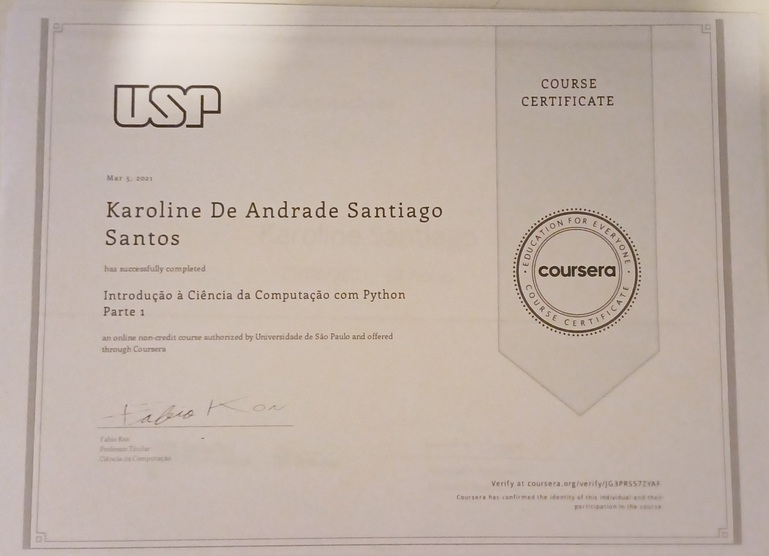 USP
COURSE
CERTIFICATE
Mar 5, 2021
Karoline De Andrade Santiago
Santos
has successfully completed
Introdução à Ciência da Computação com Python
Parte 1
an online non-credit course authorized by Universidade de São Paulo and offered
through Coursera
EDUCATION FOR EVERYONE
coursera
COURSE CERTIFICATE
Fabio Kon
Fabio Kon
Professor Titular
Ciência da Computação
Verify at coursera.org/verify/
Coursera has confirmed the identity of this individual and their
participation in the course.